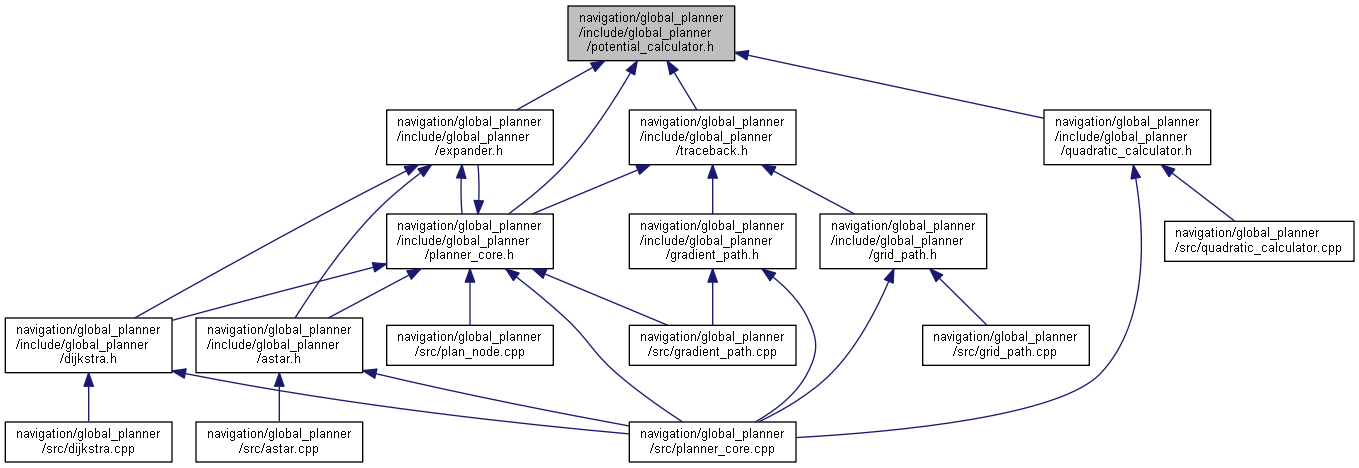 navigation/global_planner
/include/global_planner
/potential_calculator.h
navigation/global_planner
/include/global_planner
/expander.h
navigation/global_planner
/include/global_planner
/traceback.h
navigation/global_planner
/include/global_planner
/quadratic_calculator.h
navigation/global_planner
/include/global_planner
/planner_core.h
navigation/global_planner
/include/global_planner
/gradient_path.h
navigation/global_planner
/include/global_planner
/grid_path.h
navigation/global_planner
/src/quadratic_calculator.cpp
navigation/global_planner
/include/global_planner
/dijkstra.h
navigation/global_planner
/include/global_planner
/astar.h
navigation/global_planner
/src/plan_node.cpp
navigation/global_planner
/src/gradient_path.cpp
navigation/global_planner
/src/grid_path.cpp
navigation/global_planner
/src/dijkstra.cpp
navigation/global_planner
/src/astar.cpp
navigation/global_planner
/src/planner_core.cpp